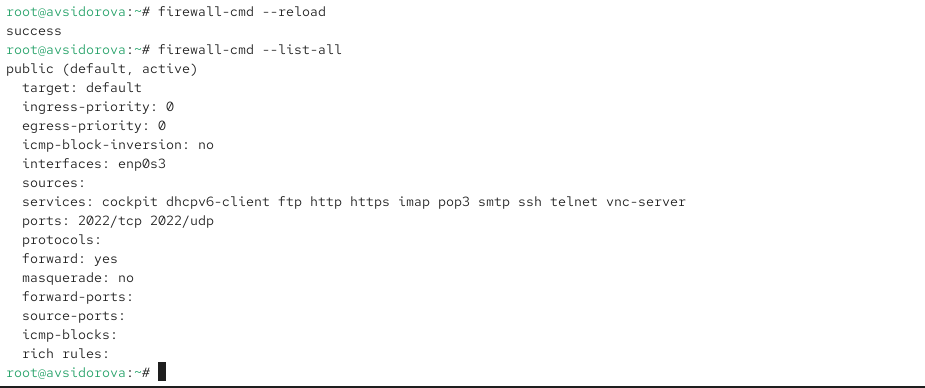 root@avsidorova:~# firewall-cmd --reload
success
root@avsidorova:~# firewall-cmd --list-all
public (default, active)
  target: default
  ingress-priority: 0
  egress-priority: 0
  icmp-block-inversion: no
  interfaces: enp0s3
  sources:
  services: cockpit dhcpv6-client ftp http https imap pop3 smtp ssh telnet vnc-server
  ports: 2022/tcp 2022/udp
  protocols:
  forward: yes
  masquerade: no
  forward-ports:
  source-ports:
  icmp-blocks:
  rich rules:
root@avsidorova:~#